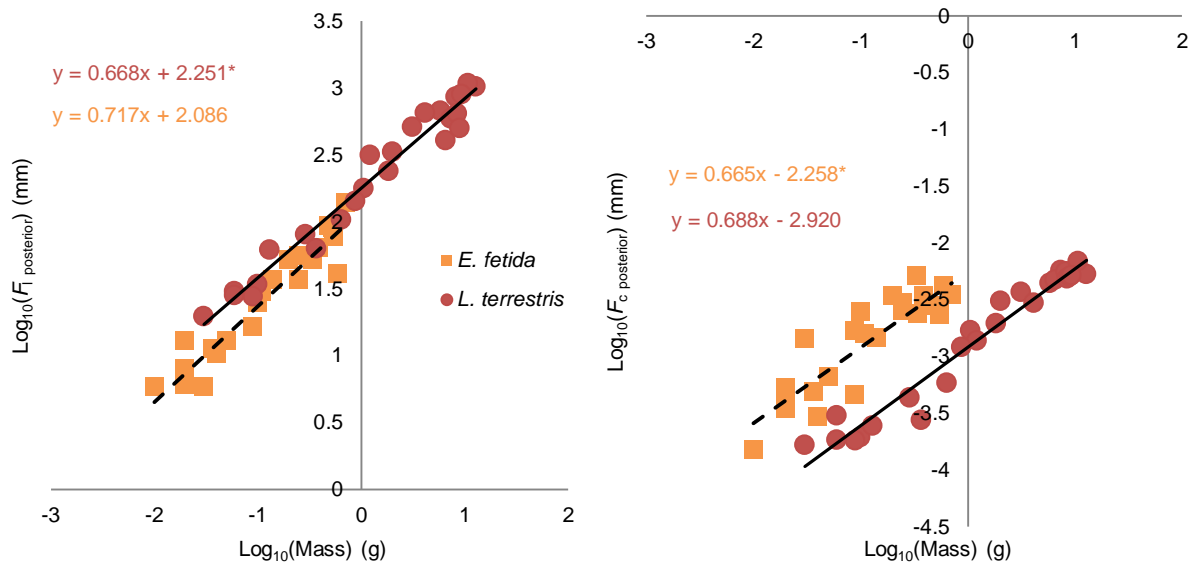 y = 0.668x + 2.251*
y = 0.717x + 2.086
Log10(Fl posterior) (mm)
3.5
3
2.5
2
1.5
1
0.5
0
-3 -2 -1 0 1 2
Log10(Mass) (g)
E. fetida
L. terrestris
-3 -2 -1 0 1 2
y = 0.665x - 2.258*
y = 0.688x - 2.920
Log10(Fc posterior) (mm)
0
-0.5
-1
-1.5
-2
-2.5
-3
-3.5
-4
-4.5
Log10(Mass) (g)